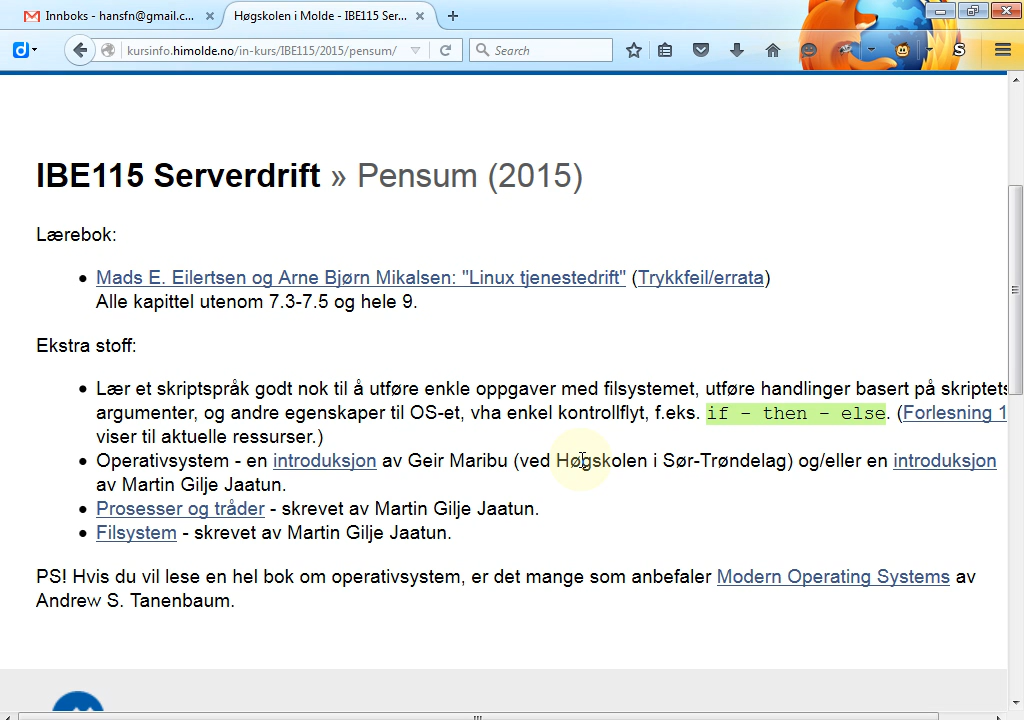 Innboks - hansfn@gmail.c...
Høgskolen i Molde - IBE115 Ser...
kursinfo.himolde.no/in-kurs/IBE115/2015/pensum/
Search
IBE115 Serverdrift » Pensum (2015)
Lærebok:
Mads E. Eilertsen og Arne Bjørn Mikalsen: "Linux tjenestedrift" (Trykkfeil/errata)
Alle kapittel utenom 7.3-7.5 og hele 9.
Ekstra stoff:
Lær et skriptspråk godt nok til å utføre enkle oppgaver med filsystemet, utføre handlinger basert på skriptets
argumenter, og andre egenskaper til OS-et, vha enkel kontrollflyt, f.eks. if - then - else. (Forlesning 1
viser til aktuelle ressurser.)
Operativsystem - en introduksjon av Geir Maribu (ved Høgskolen i Sør-Trøndelag) og/eller en introduksjon
av Martin Gilje Jaatun.
Prosesser og tråder - skrevet av Martin Gilje Jaatun.
Filsystem - skrevet av Martin Gilje Jaatun.
PS! Hvis du vil lese en hel bok om operativsystem, er det mange som anbefaler Modern Operating Systems av
Andrew S. Tanenbaum.